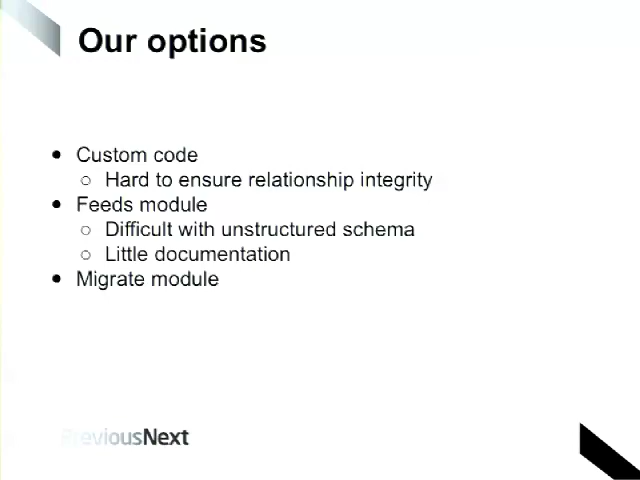 Our options
● Custom code
○ Hard to ensure relationship integrity
● Feeds module
○ Difficult with unstructured schema
○ Little documentation
● Migrate module
PreviousNext